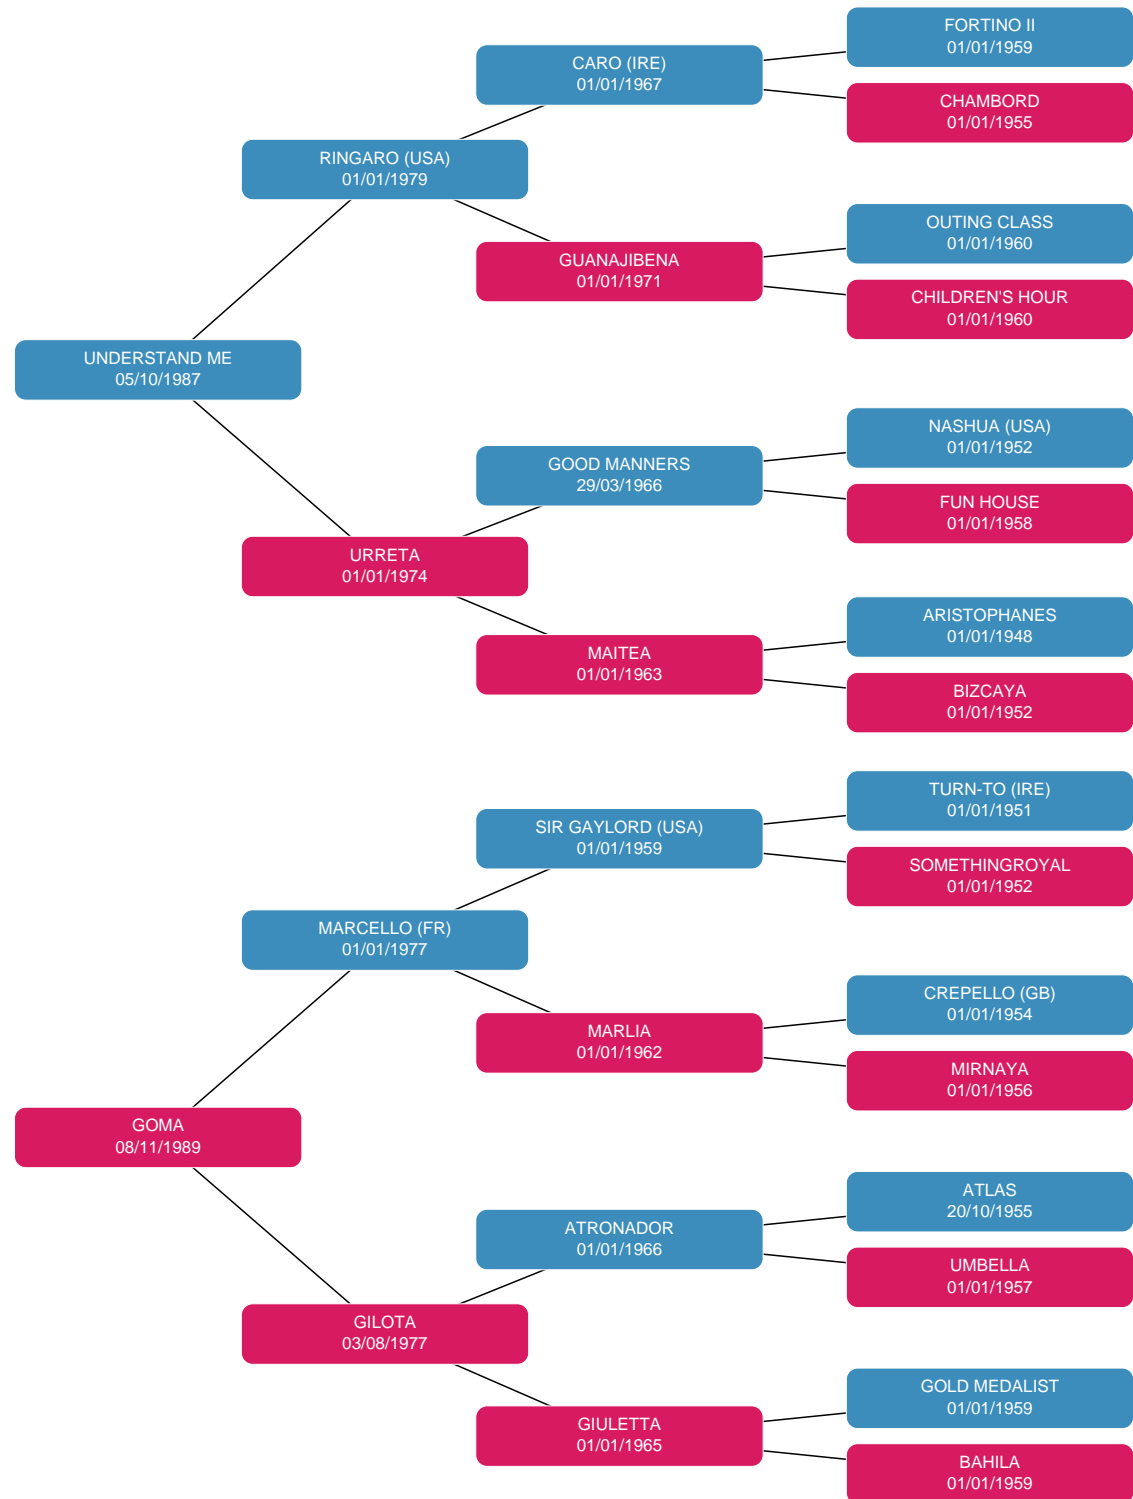 FORTINO II
01/01/1959
CARO (IRE)
01/01/1967
CHAMBORD
01/01/1955
RINGARO (USA)
01/01/1979
OUTING CLASS
01/01/1960
GUANAJIBENA
01/01/1971
CHILDREN'S HOUR
01/01/1960
UNDERSTAND ME
05/10/1987
NASHUA (USA)
01/01/1952
GOOD MANNERS
29/03/1966
FUN HOUSE
01/01/1958
URRETA
01/01/1974
ARISTOPHANES
01/01/1948
MAITEA
01/01/1963
BIZCAYA
01/01/1952
TURN-TO (IRE)
01/01/1951
SIR GAYLORD (USA)
01/01/1959
SOMETHINGROYAL
01/01/1952
MARCELLO (FR)
01/01/1977
CREPELLO (GB)
01/01/1954
MARLIA
01/01/1962
MIRNAYA
01/01/1956
GOMA
08/11/1989
ATLAS
20/10/1955
ATRONADOR
01/01/1966
UMBELLA
01/01/1957
GILOTA
03/08/1977
GOLD MEDALIST
01/01/1959
GIULETTA
01/01/1965
BAHILA
01/01/1959